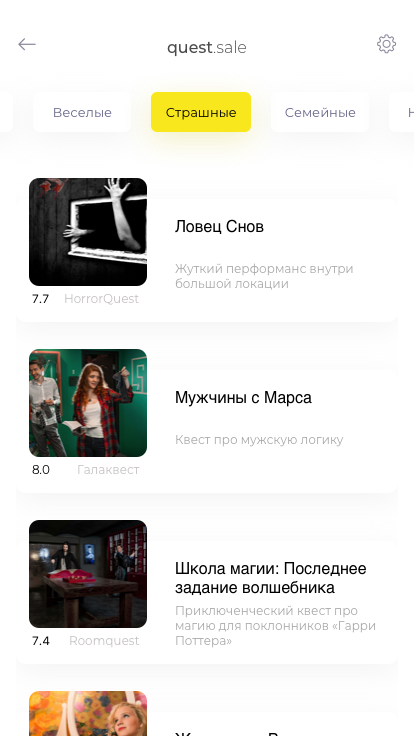 quest.sale
Веселые
Страшные
Семейные
Ловец Снов
Жуткий перформанс внутри
большой локации
7.7 HorrorQuest
Мужчины с Марса
Квест про мужскую логику
8.0 Галаквест
Школа магии: Последнее
задание волшебника
Приключенческий квест про
магию для поклонников «Гарри
Поттера»
7.4 Roomquest